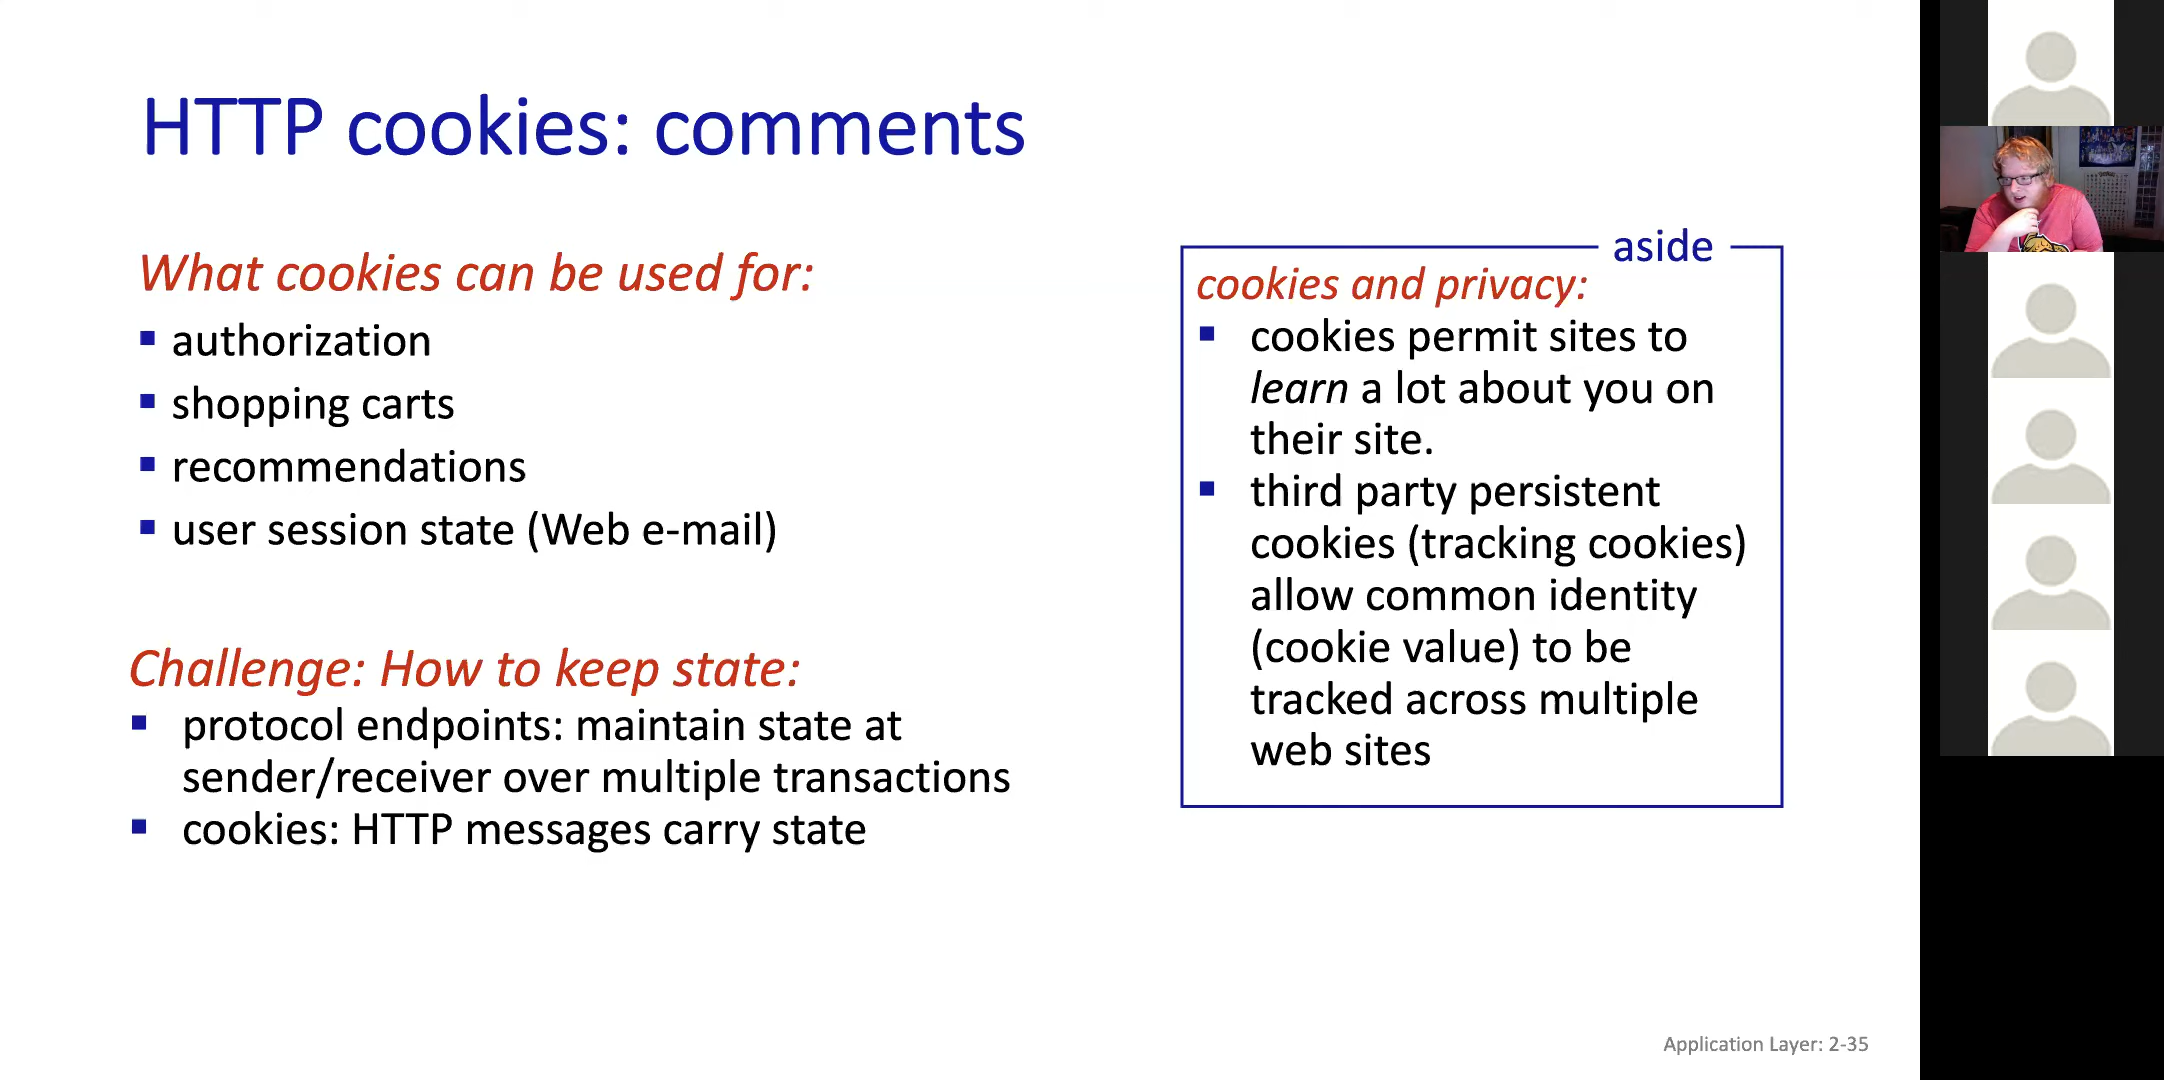 HTTP cookies: comments
What cookies can be used for:
authorization
shopping carts
recommendations
user session state (Web e-mail)
Challenge: How to keep state:
protocol endpoints: maintain state at
sender/receiver over multiple transactions
cookies: HTTP messages carry state
aside
cookies and privacy:
cookies permit sites to
learn a lot about you on
their site.
third party persistent
cookies (tracking cookies)
allow common identity
(cookie value) to be
tracked across multiple
web sites
Application Layer: 2-35